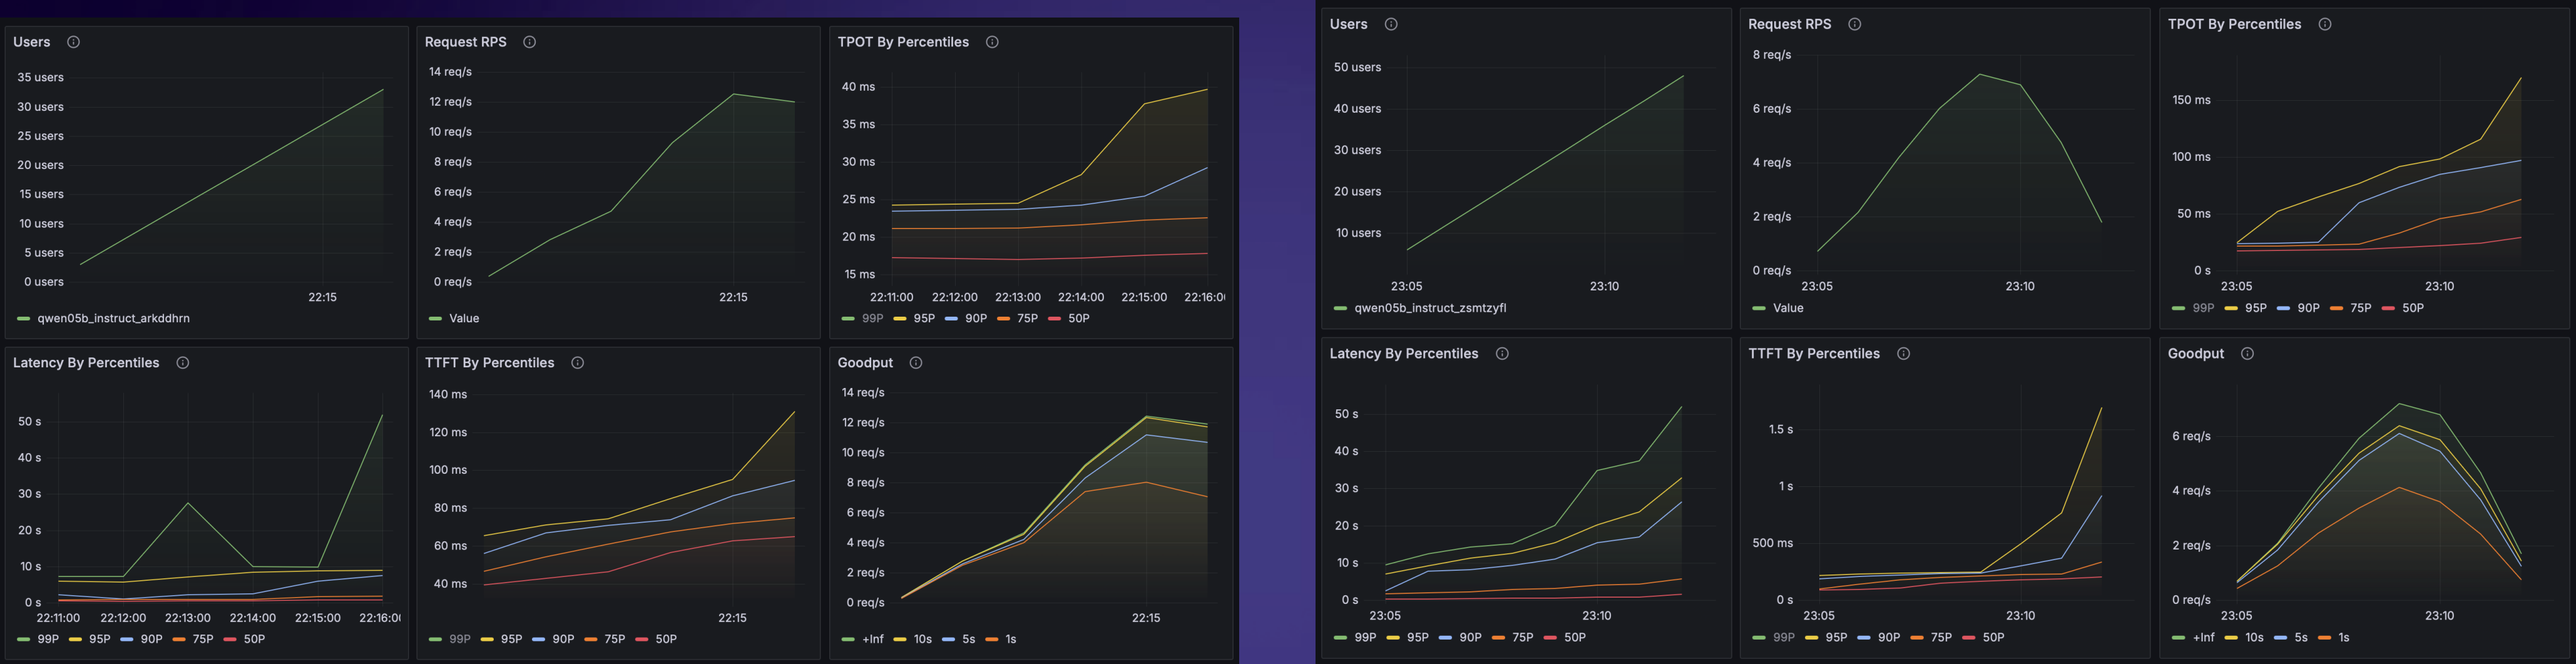 Users
35 users
30 users
25 users
20 users
15 users
10 users
5 users
0 users
22:15
qwen05b_instruct_arkddhrn
Request RPS
14 req/s
12 req/s
10 req/s
8 req/s
6 req/s
4 req/s
2 req/s
0 req/s
22:15
Value
TPOT By Percentiles
40 ms
35 ms
30 ms
25 ms
20 ms
15 ms
22:11:00 22:12:00 22:13:00 22:14:00 22:15:00 22:16:0
99P 95P 90P 75P 50P
Latency By Percentiles
50 s
40 s
30 s
20 s
10 s
0 s
22:11:00 22:12:00 22:13:00 22:14:00 22:15:00 22:16:0
99P 95P 90P 75P 50P
TTFT By Percentiles
140 ms
120 ms
100 ms
80 ms
60 ms
40 ms
22:15
99P 95P 90P 75P 50P
Goodput
14 req/s
12 req/s
10 req/s
8 req/s
6 req/s
4 req/s
2 req/s
0 req/s
22:15
+Inf 10s 5s 1s
Users
50 users
40 users
30 users
20 users
10 users
23:05 23:10
qwen05b_instruct_zsmtzyfl
Request RPS
8 req/s
6 req/s
4 req/s
2 req/s
0 req/s
23:05 23:10
Value
TPOT By Percentiles
150 ms
100 ms
50 ms
0 s
23:05 23:10
99P 95P 90P 75P 50P
Latency By Percentiles
50 s
40 s
30 s
20 s
10 s
0 s
23:05 23:10
99P 95P 90P 75P 50P
TTFT By Percentiles
1.5 s
1 s
500 ms
0 s
23:05 23:10
99P 95P 90P 75P 50P
Goodput
6 req/s
4 req/s
2 req/s
0 req/s
23:05 23:10
+Inf 10s 5s 1s